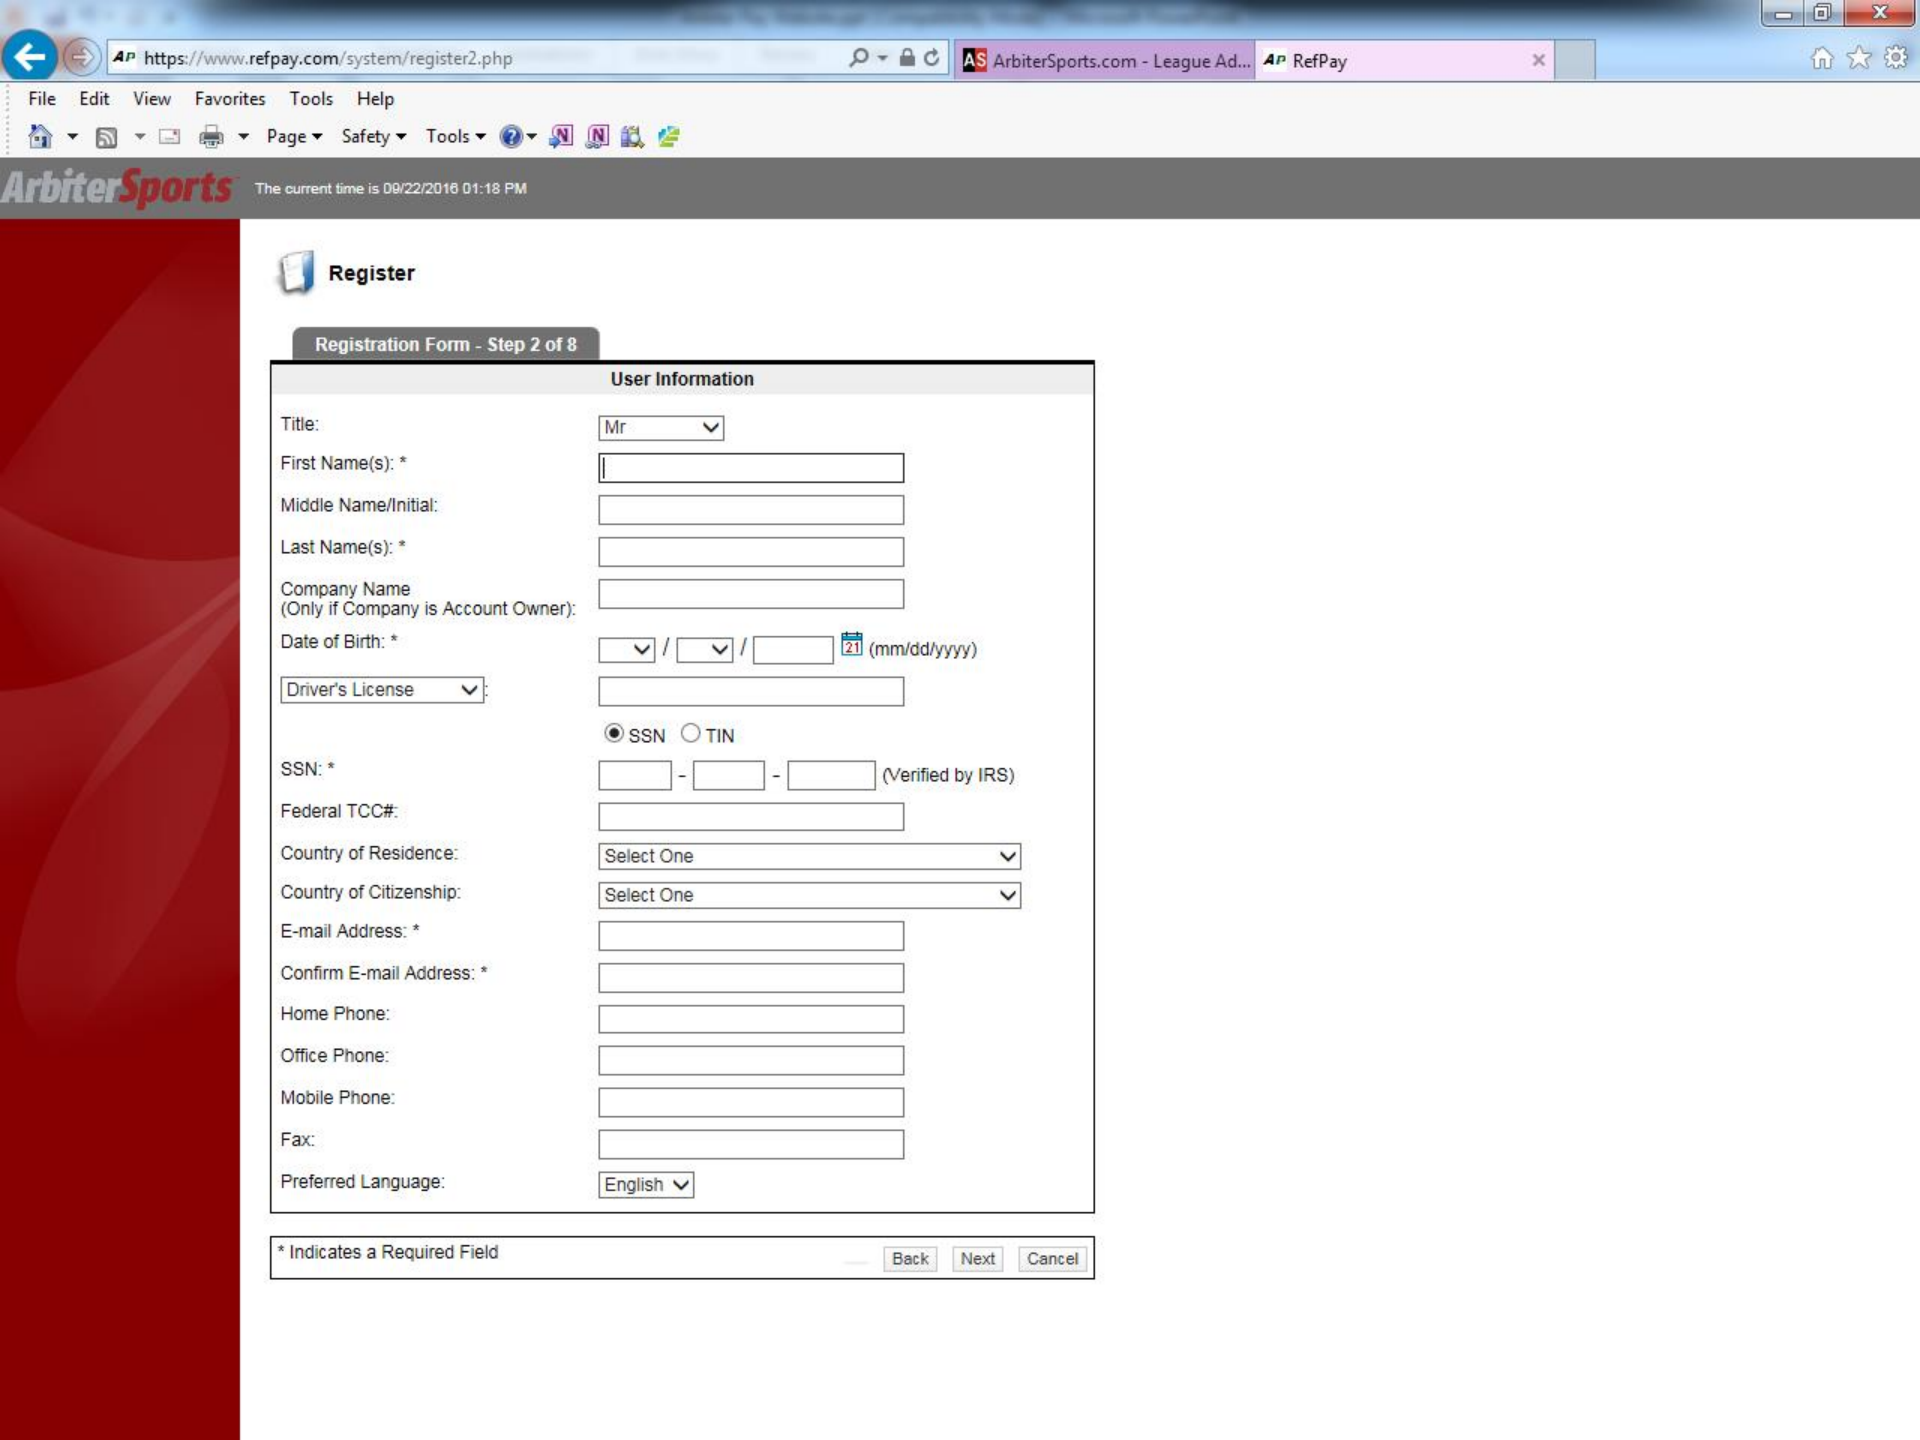 https://www.refpay.com/system/register2.php
AS ArbiterSports.com - League Ad...
AP RefPay
File Edit View Favorites Tools Help
Page Safety Tools
ArbiterSports The current time is 09/22/2016 01:18 PM
Register
Registration Form - Step 2 of 8
User Information
Title: Mr
First Name(s): *
Middle Name/Initial:
Last Name(s): *
Company Name
(Only if Company is Account Owner):
Date of Birth: * / / 21 (mm/dd/yyyy)
Driver's License :
SSN TIN
SSN: * - - (Verified by IRS)
Federal TCC#:
Country of Residence: Select One
Country of Citizenship: Select One
E-mail Address: *
Confirm E-mail Address: *
Home Phone:
Office Phone:
Mobile Phone:
Fax:
Preferred Language: English
* Indicates a Required Field Back Next Cancel